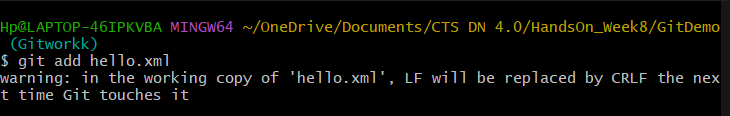 Hp@LAPTOP-46IPKVBA MINGW64 ~/OneDrive/Documents/CTS DN 4.0/HandsOn_Week8/GitDemo
 (Gitworkk)
$ git add hello.xml
warning: in the working copy of 'hello.xml', LF will be replaced by CRLF the nex
t time Git touches it